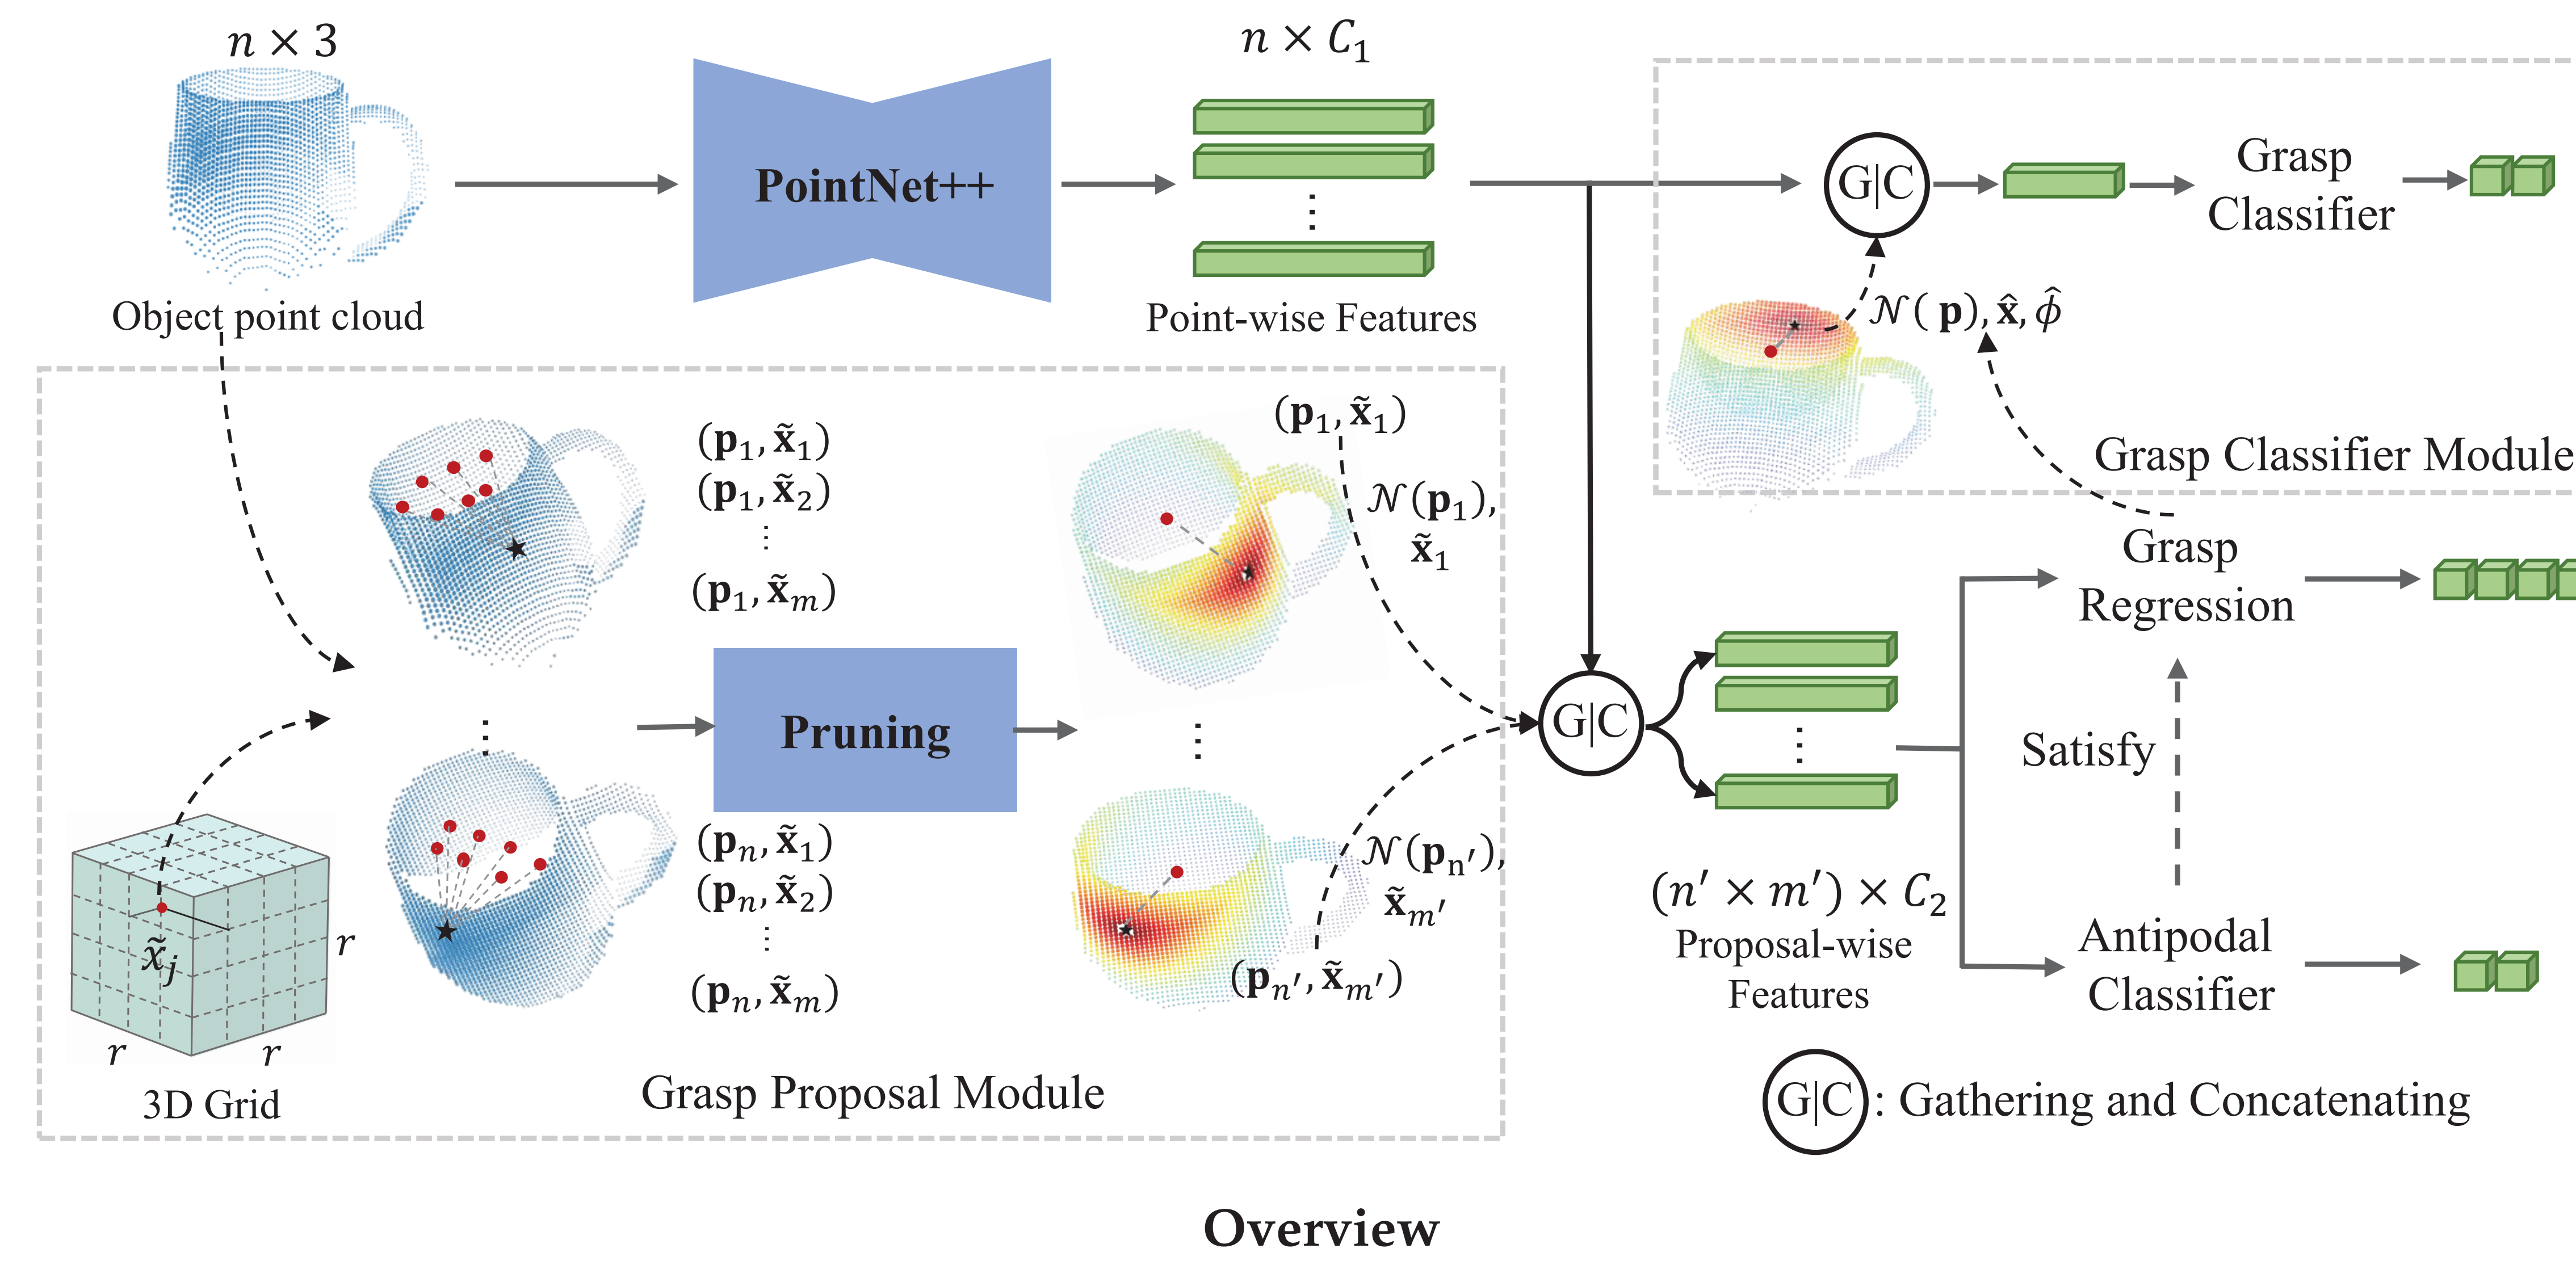 n × 3
n × C₁
PointNet++
G|C
Grasp
Classifier
Object point cloud
Point-wise Features
𝒩( p), x̂, ϕ̂
Grasp Classifier Module
(p₁, x̃₁)
(p₁, x̃₂)
⋮
(p₁, x̃ₘ)
(p₁, x̃₁)
𝒩(p₁),
x̃₁
Pruning
⋮
(pₙ, x̃₁)
(pₙ, x̃₂)
⋮
(pₙ, x̃ₘ)
𝒩(pₙ′),
x̃ₘ′
(pₙ′, x̃ₘ′)
x̃ⱼ
r
r
r
3D Grid
Grasp Proposal Module
G|C
(n′ × m′) × C₂
Proposal-wise
Features
Grasp
Regression
Satisfy
Antipodal
Classifier
G|C : Gathering and Concatenating
Overview